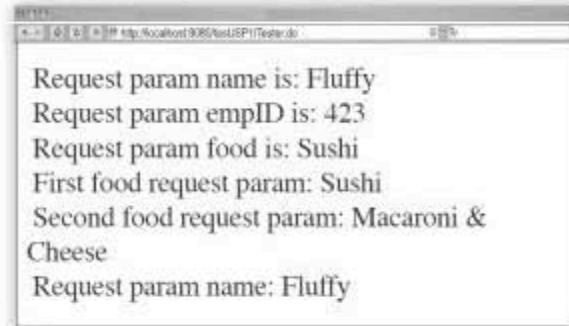 Request param name is: Fluffy
Request param empID is: 423
Request param food is: Sushi
First food request param: Sushi
Second food request param: Macaroni &
Cheese
Request param name: Fluffy